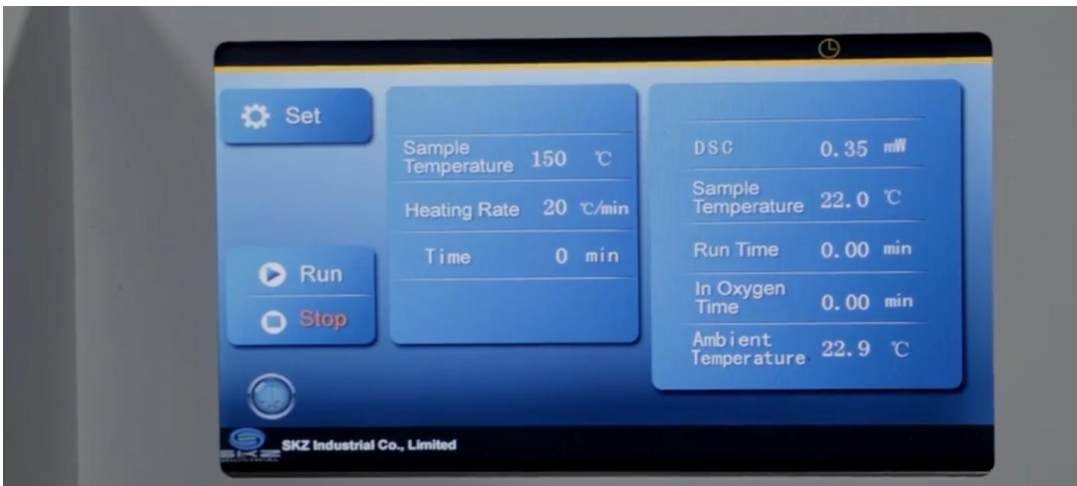 Set
Sample
Temperature 150 ℃
Heating Rate 20 ℃/min
Time 0 min
Run
Stop
DSC 0.35 mW
Sample
Temperature 22.0 ℃
Run Time 0.00 min
In Oxygen
Time 0.00 min
Ambient
Temperature 22.9 ℃
SKZ
SKZ Industrial Co., Limited